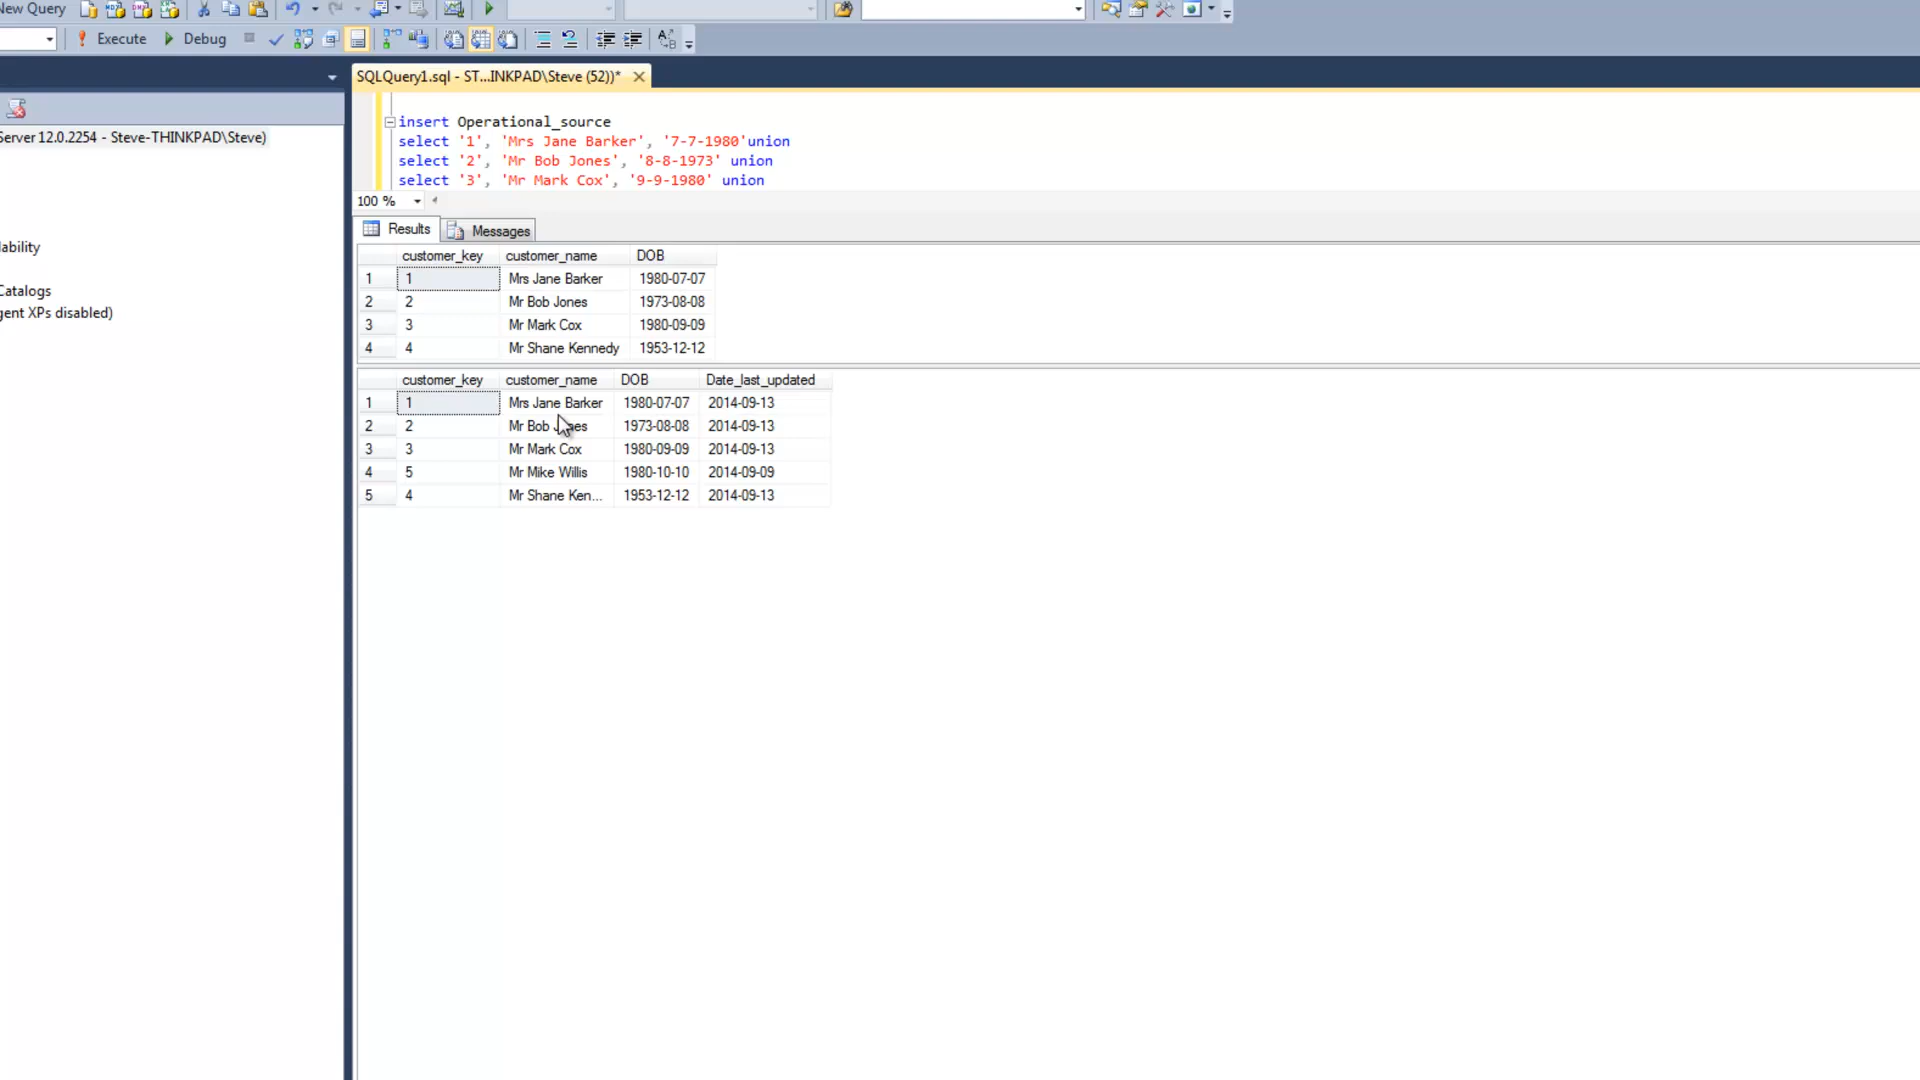 New Query
Execute Debug
SQLQuery1.sql - ST...INKPAD\Steve (52))* ×
Server 12.0.2254 - Steve-THINKPAD\Steve)
lability
Catalogs
gent XPs disabled)
insert Operational_source
select '1', 'Mrs Jane Barker', '7-7-1980'union
select '2', 'Mr Bob Jones', '8-8-1973' union
select '3', 'Mr Mark Cox', '9-9-1980' union
100 %
Results Messages
customer_key customer_name DOB
1 1 Mrs Jane Barker 1980-07-07
2 2 Mr Bob Jones 1973-08-08
3 3 Mr Mark Cox 1980-09-09
4 4 Mr Shane Kennedy 1953-12-12
customer_key customer_name DOB Date_last_updated
1 1 Mrs Jane Barker 1980-07-07 2014-09-13
2 2 Mr Bob Jones 1973-08-08 2014-09-13
3 3 Mr Mark Cox 1980-09-09 2014-09-13
4 5 Mr Mike Willis 1980-10-10 2014-09-09
5 4 Mr Shane Ken... 1953-12-12 2014-09-13